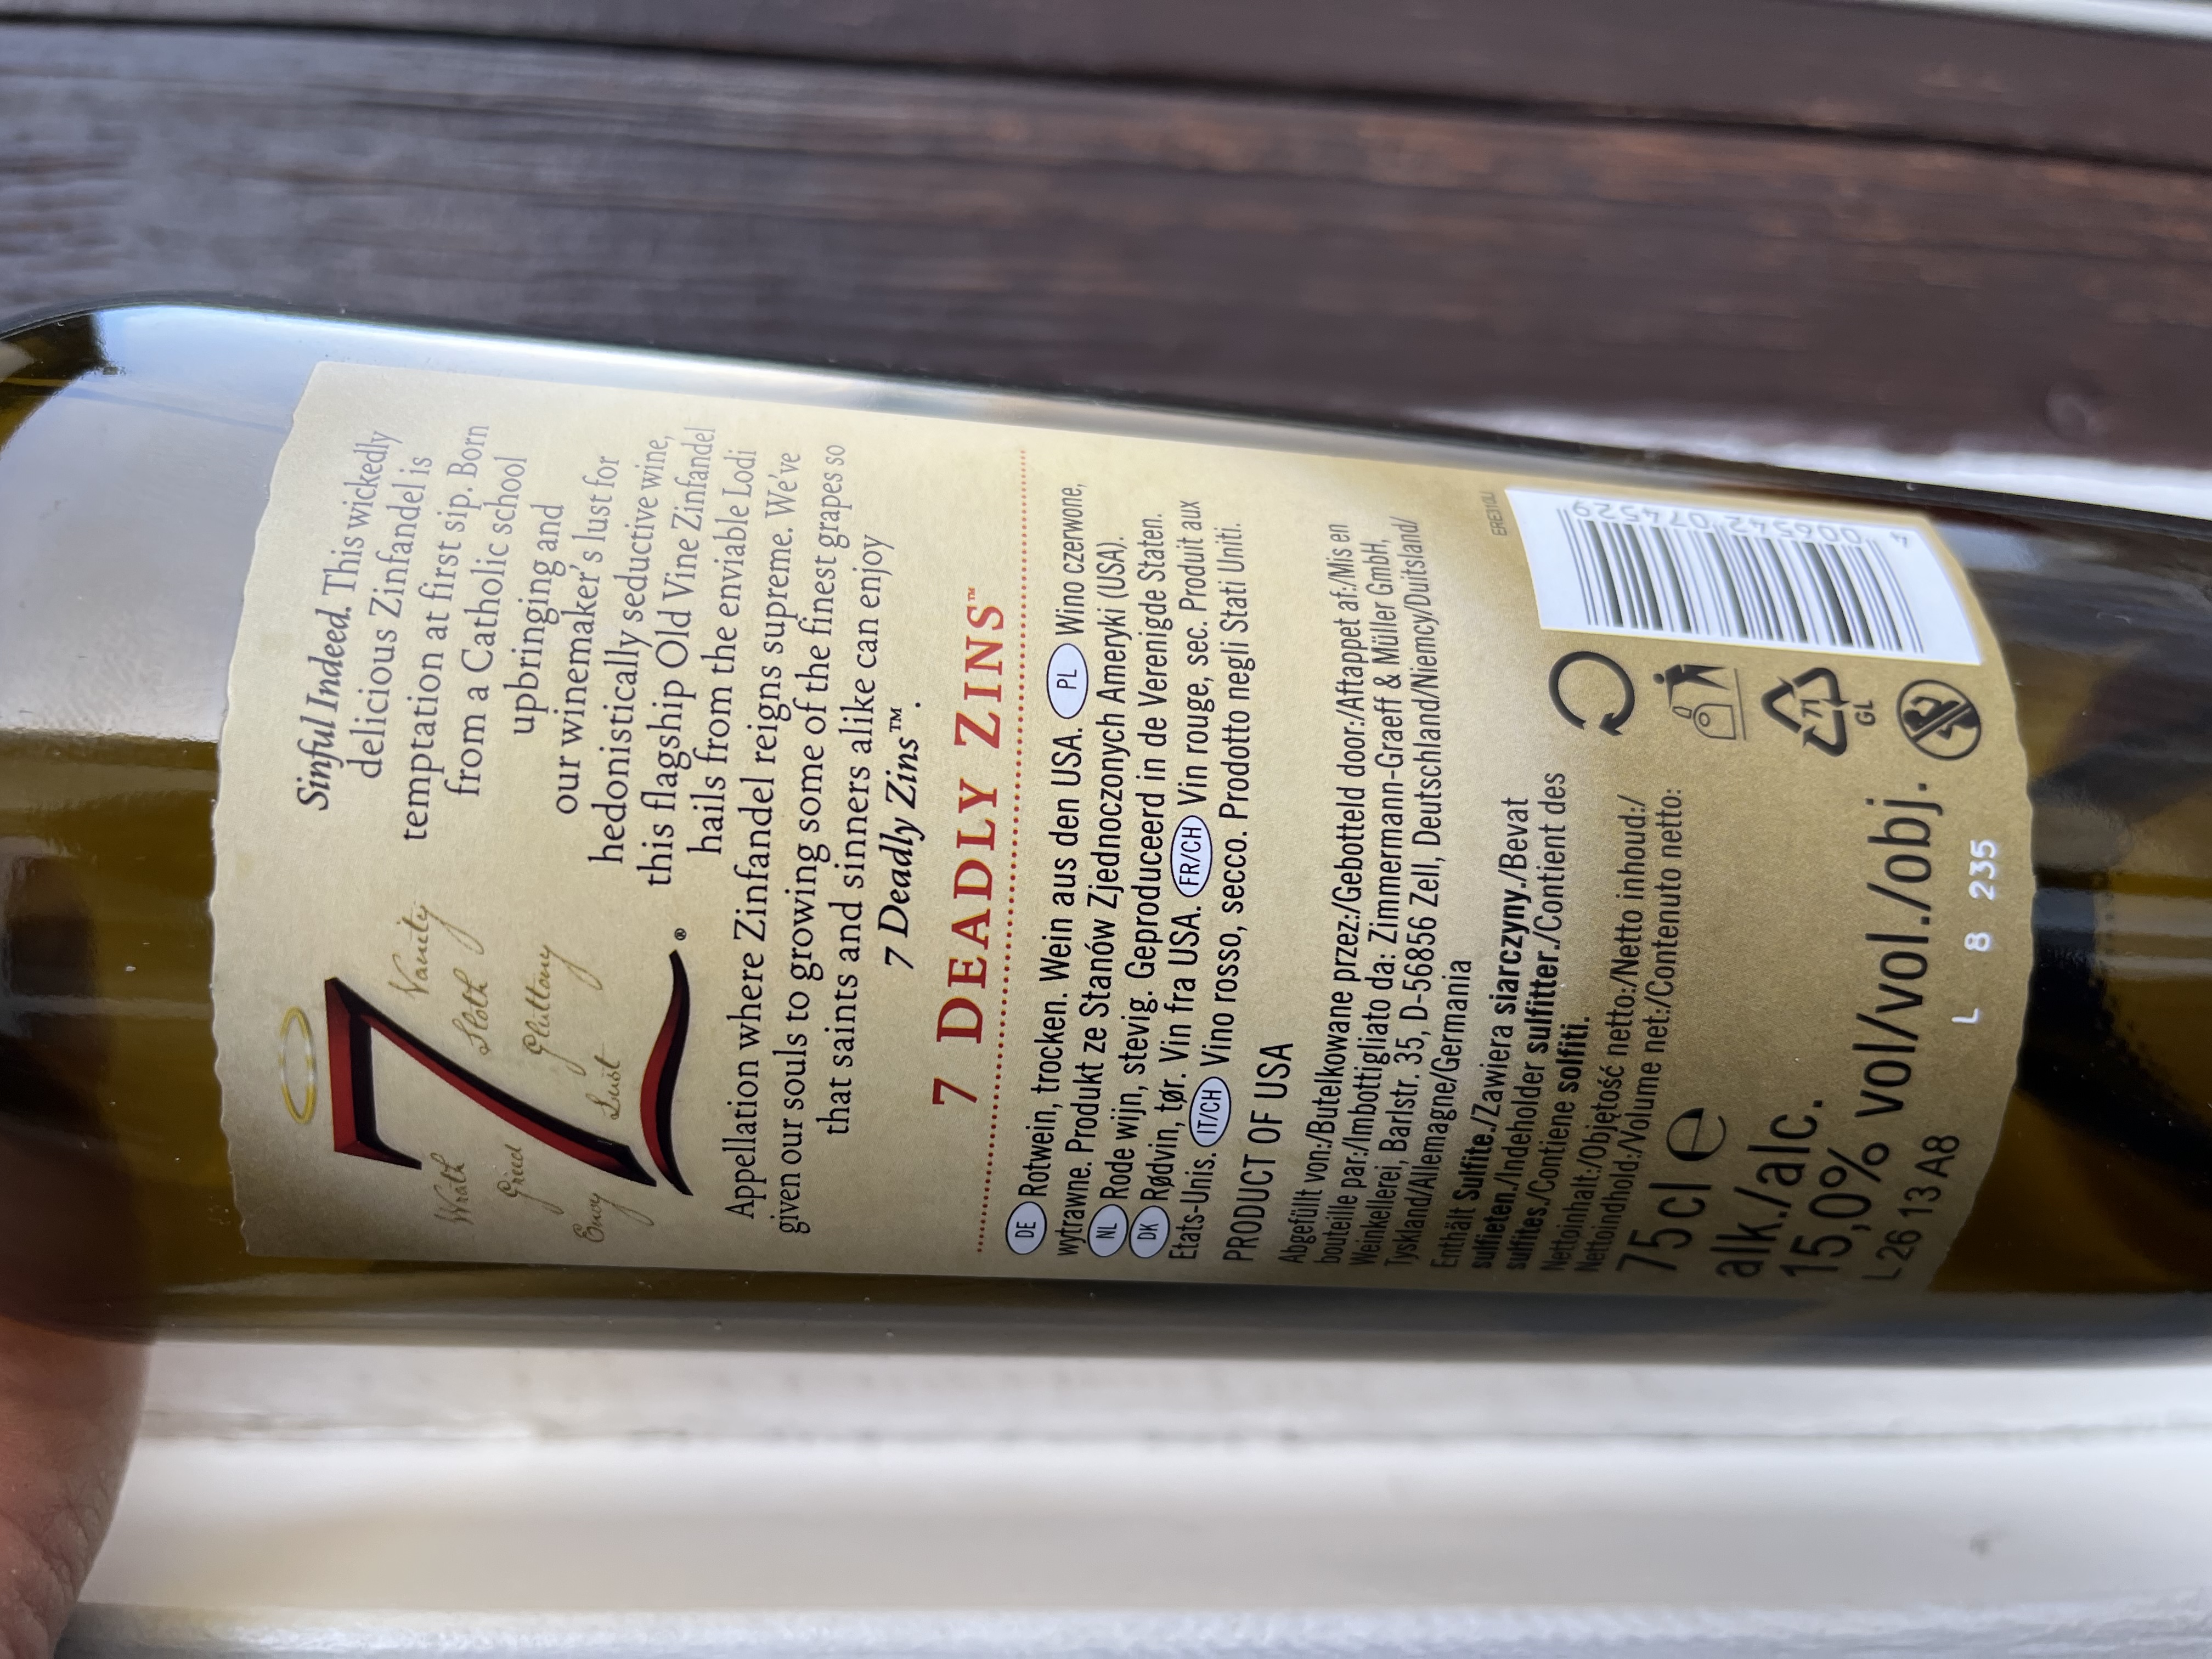 Sinful Indeed. This wickedly
delicious Zinfandel is
temptation at first sip. Born
from a Catholic school
upbringing and
our winemaker's lust for
hedonistically seductive wine,
this flagship Old Vine Zinfandel
hails from the enviable Lodi
Appellation where Zinfandel reigns supreme. We've
given our souls to growing some of the finest grapes so
that saints and sinners alike can enjoy
7 Deadly Zins™.
7
Wrath
Vanity
Sloth
Greed
Gluttony
Envy
Lust
®
7 DEADLY ZINS™
DE Rotwein, trocken. Wein aus den USA. PL Wino czerwone,
wytrawne. Produkt ze Stanów Zjednoczonych Ameryki (USA).
NL Rode wijn, stevig. Geproduceerd in de Verenigde Staten.
DK Rødvin, tør. Vin fra USA. FR/CH Vin rouge, sec. Produit aux
Etats-Unis. IT/CH Vino rosso, secco. Prodotto negli Stati Uniti.
PRODUCT OF USA
Abgefüllt von:/Butelkowane przez:/Gebotteld door:/Aftappet af:/Mis en
bouteille par:/Imbottigliato da: Zimmermann-Graeff & Müller GmbH,
Weinkellerei, Barlstr. 35, D-56856 Zell, Deutschland/Niemcy/Duitsland/
Tyskland/Allemagne/Germania
Enthält Sulfite./Zawiera siarczyny./Bevat
sulfieten./Indeholder sulfitter./Contient des
sulfites./Contiene solfiti.
Nettoinhalt:/Objętość netto:/Netto inhoud:/
Nettoindhold:/Volume net:/Contenuto netto:
75cl e
alk./alc.
15,0% vol/vol./obj.
L 26 13 A8
71
GL
4 006542 074529
L 8 235